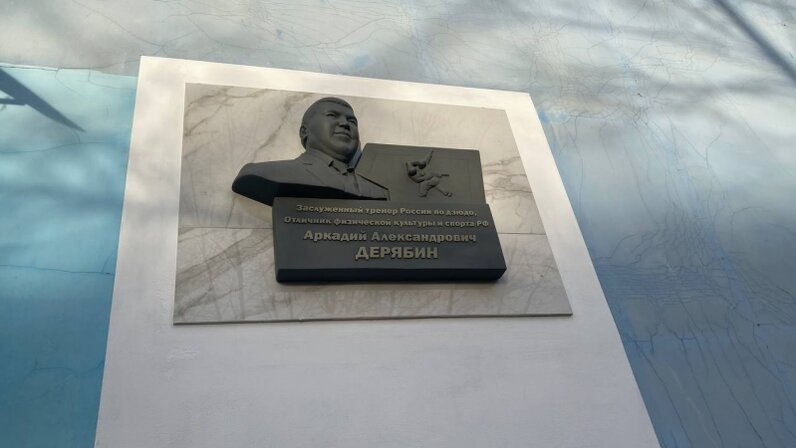 Заслуженный тренер России по дзюдо,
Отличник физической культуры и спорта РФ
Аркадий Александрович
ДЕРЯБИН